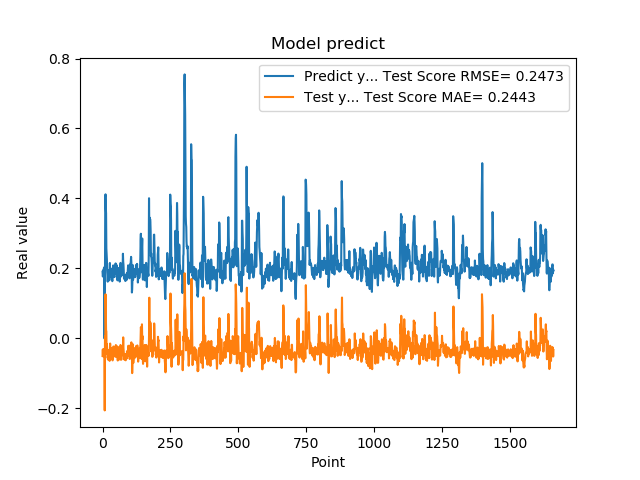 Model predict
Predict y... Test Score RMSE= 0.2473
Test y... Test Score MAE= 0.2443
Real value
0.8
0.6
0.4
0.2
0.0
−0.2
0 250 500 750 1000 1250 1500
Point